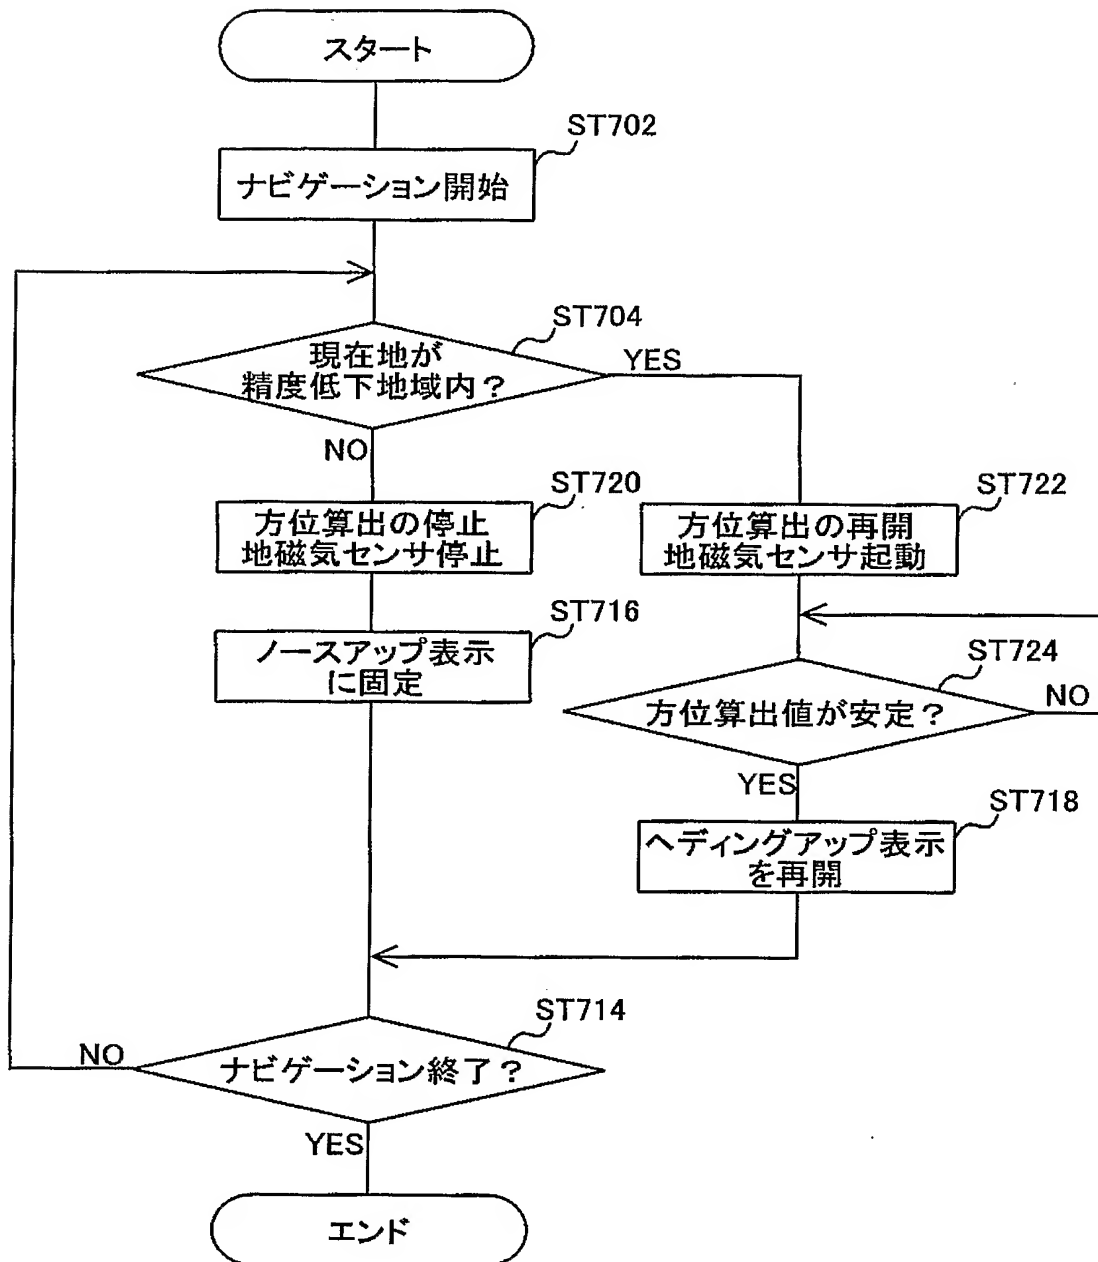 スタート
ST702
ナビゲーション開始
ST704
現在地が
精度低下地域内？
YES
NO
ST720
方位算出の停止
地磁気センサ停止
ST722
方位算出の再開
地磁気センサ起動
ST716
ノースアップ表示
に固定
ST724
方位算出値が安定？
NO
YES
ST718
ヘディングアップ表示
を再開
ST714
ナビゲーション終了？
NO
YES
エンド